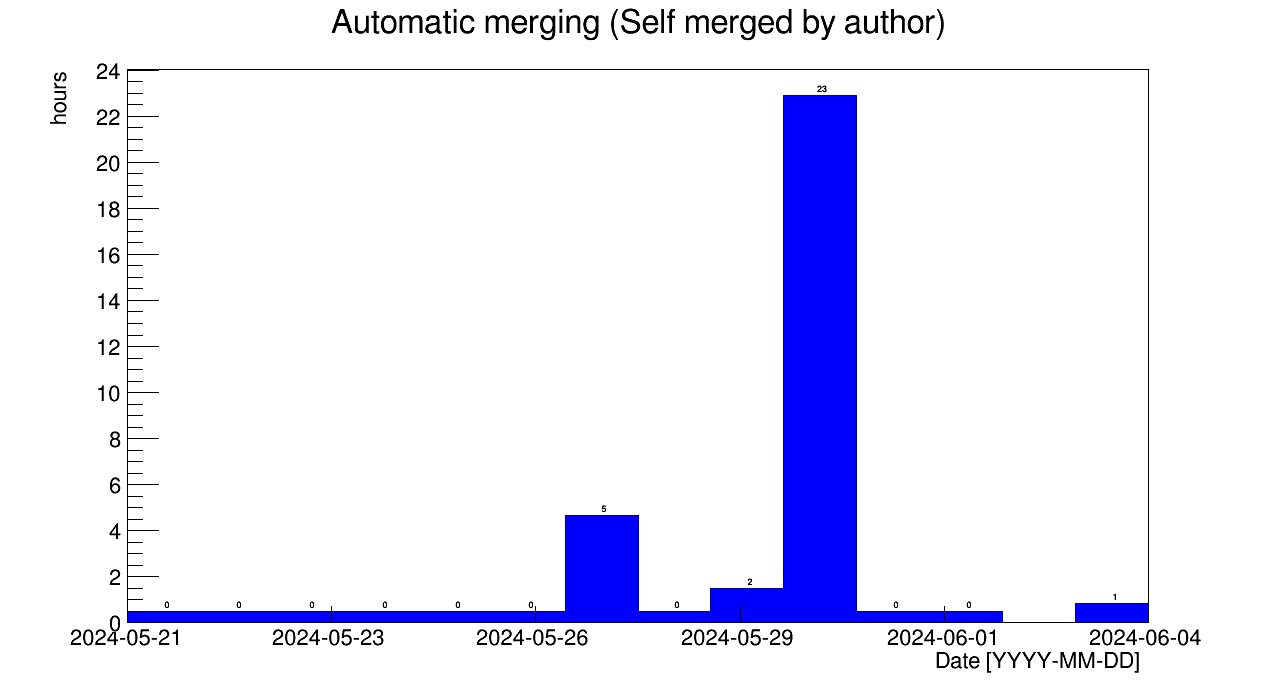 Automatic merging (Self merged by author)
hours
24
22
20
18
16
14
12
10
8
6
4
2
0
0 0 0 0 0 0 5 0 2 23 0 0 1
2024-05-21 2024-05-23 2024-05-26 2024-05-29 2024-06-01 2024-06-04
Date [YYYY-MM-DD]